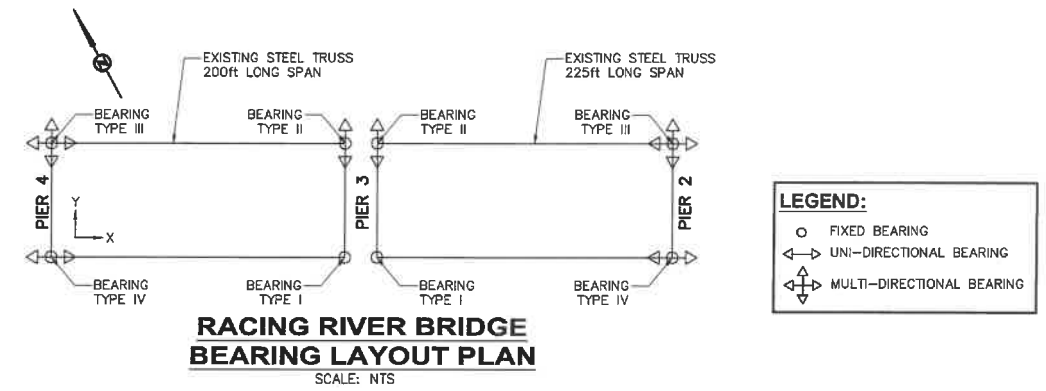 EXISTING STEEL TRUSS
200ft LONG SPAN
EXISTING STEEL TRUSS
225ft LONG SPAN
BEARING
TYPE III
BEARING
TYPE II
BEARING
TYPE II
BEARING
TYPE III
PIER 4
Y
X
PIER 3
PIER 2
BEARING
TYPE IV
BEARING
TYPE I
BEARING
TYPE I
BEARING
TYPE IV
RACING RIVER BRIDGE
BEARING LAYOUT PLAN
SCALE: NTS
LEGEND:
FIXED BEARING
UNI-DIRECTIONAL BEARING
MULTI-DIRECTIONAL BEARING